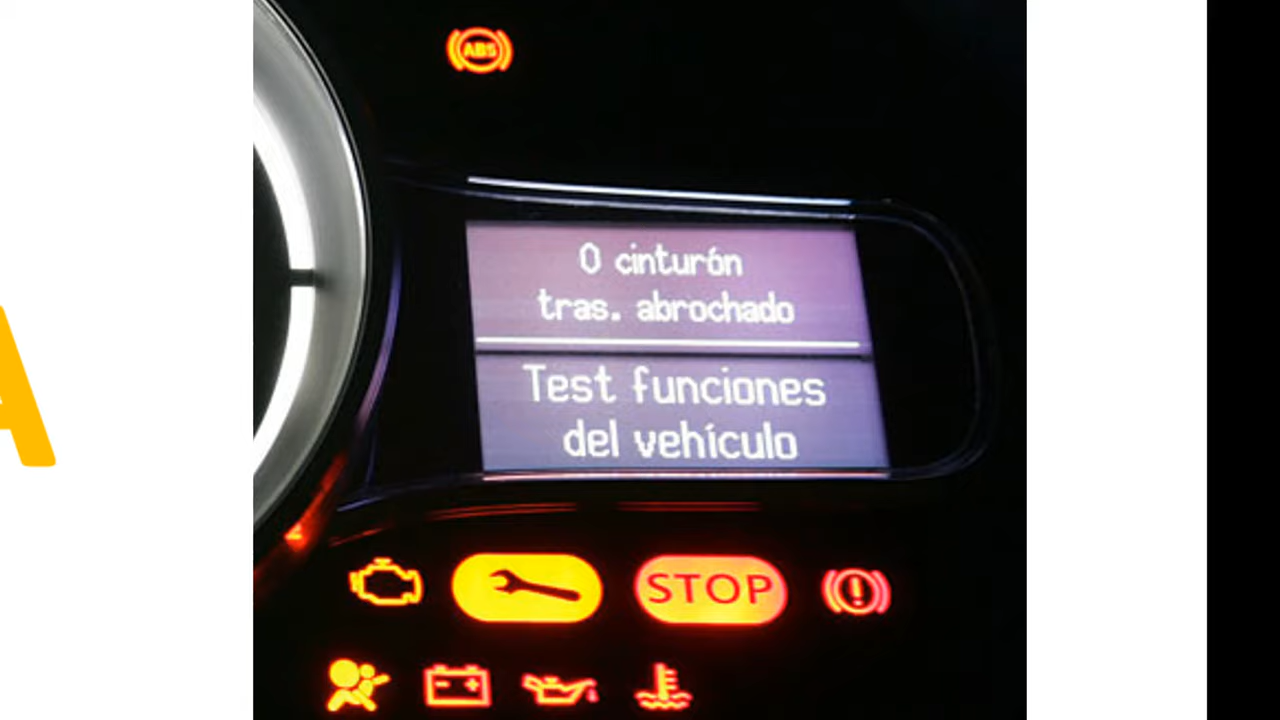 ABS
0 cinturón
tras. abrochado
Test funciones
del vehículo
STOP
A